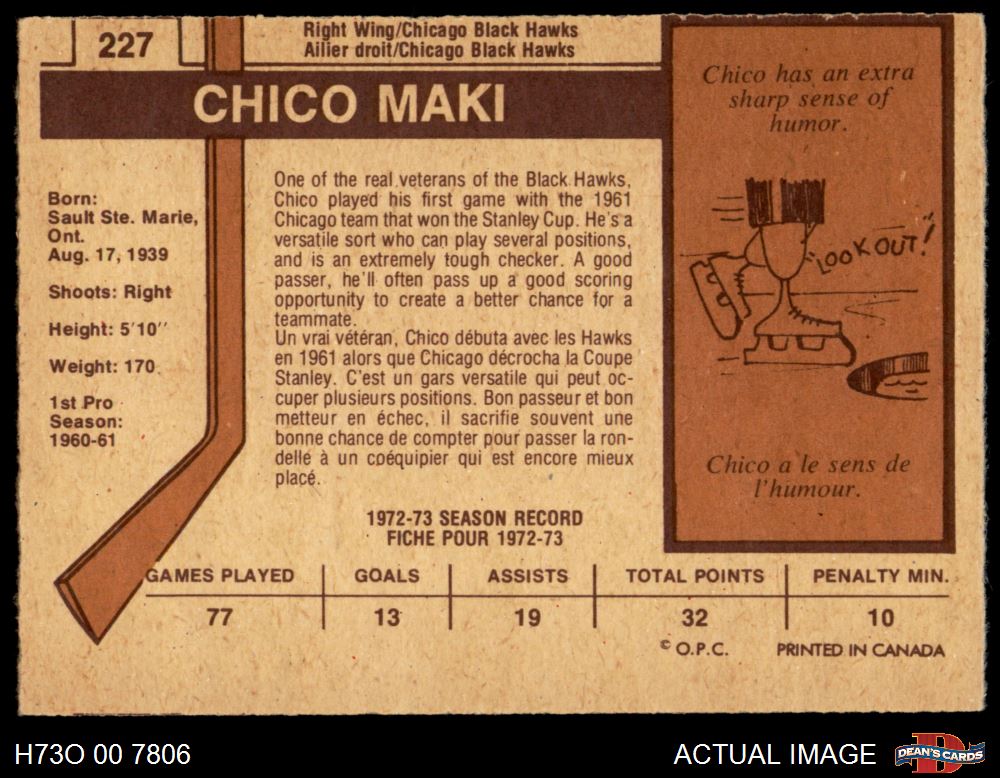 227
Right Wing/Chicago Black Hawks
Ailier droit/Chicago Black Hawks
CHICO MAKI
Born:
Sault Ste. Marie,
Ont.
Aug. 17, 1939
Shoots: Right
Height: 5'10''
Weight: 170
1st Pro
Season:
1960-61
One of the real veterans of the Black Hawks,
Chico played his first game with the 1961
Chicago team that won the Stanley Cup. He's a
versatile sort who can play several positions,
and is an extremely tough checker. A good
passer, he'll often pass up a good scoring
opportunity to create a better chance for a
teammate.
Un vrai vétéran, Chico débuta avec les Hawks
en 1961 alors que Chicago décrocha la Coupe
Stanley. C'est un gars versatile qui peut oc-
cuper plusieurs positions. Bon passeur et bon
metteur en échec, il sacrifie souvent une
bonne chance de compter pour passer la ron-
delle à un coéquipier qui est encore mieux
placé.
Chico has an extra
sharp sense of
humor.
"LOOK OUT!"
Chico a le sens de
l'humour.
1972-73 SEASON RECORD
FICHE POUR 1972-73
GAMES PLAYED GOALS ASSISTS TOTAL POINTS PENALTY MIN.
77 13 19 32 10
© O.P.C. PRINTED IN CANADA
H73O 00 7806 ACTUAL IMAGE DEAN'S CARDS